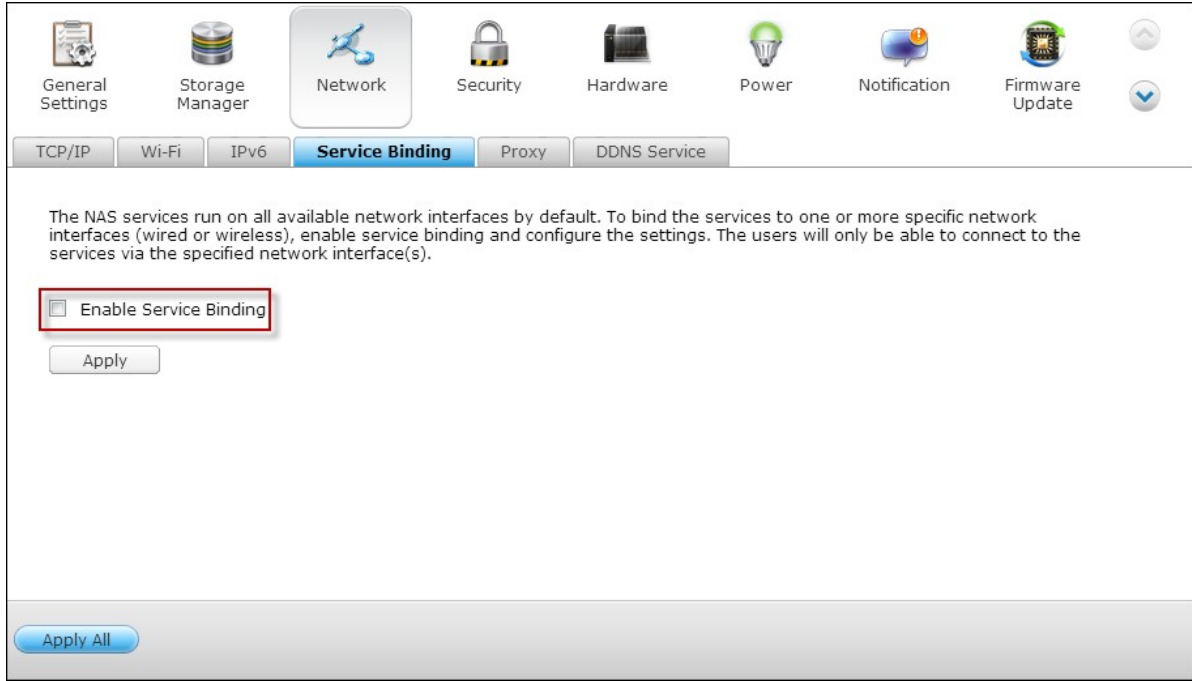 General Settings
Storage Manager
Network
Security
Hardware
Power
Notification
Firmware Update
TCP/IP
Wi-Fi
IPv6
Service Binding
Proxy
DDNS Service
The NAS services run on all available network interfaces by default. To bind the services to one or more specific network
interfaces (wired or wireless), enable service binding and configure the settings. The users will only be able to connect to the
services via the specified network interface(s).
Enable Service Binding
Apply
Apply All